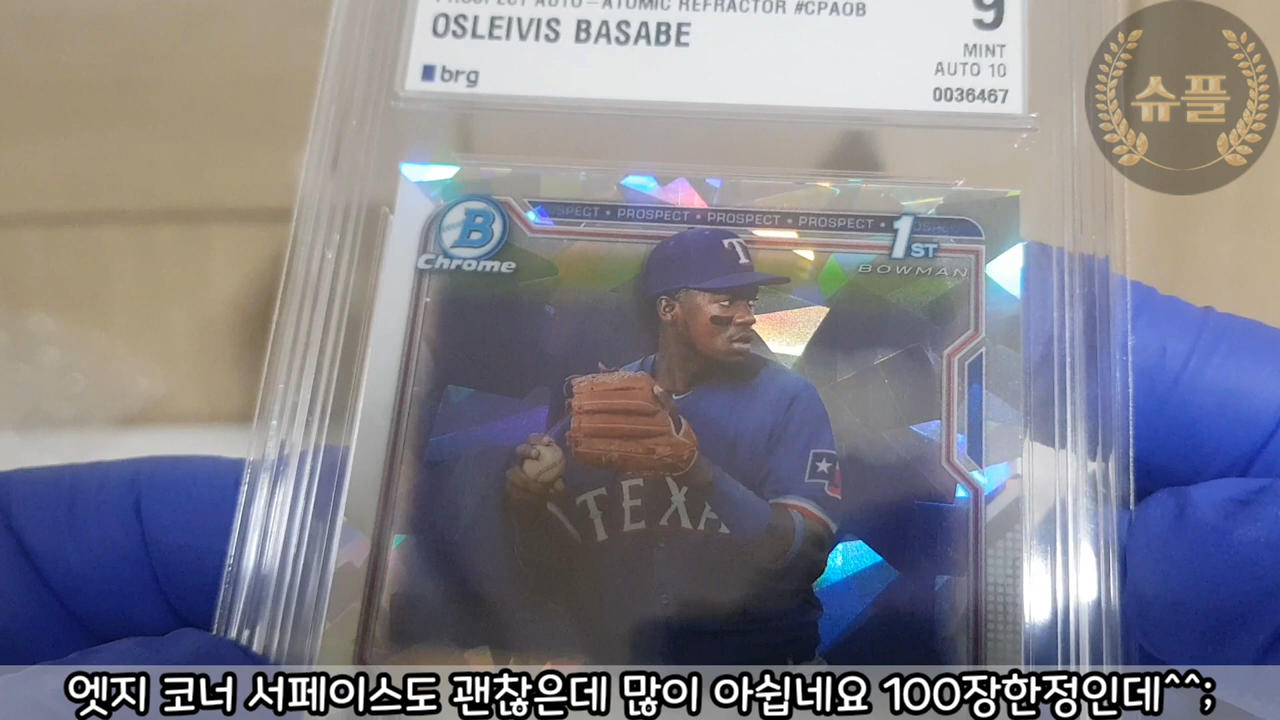 PROSPECT AUTO-ATOMIC REFRACTOR #CPAOB
OSLEIVIS BASABE
brg
9
MINT
AUTO 10
0036467
슈플
PROSPECT • PROSPECT • PROSPECT •
B
Chrome
1ST
BOWMAN
T
TEXA
엣지 코너 서페이스도 괜찮은데 많이 아쉽네요 100장한정인데^^;